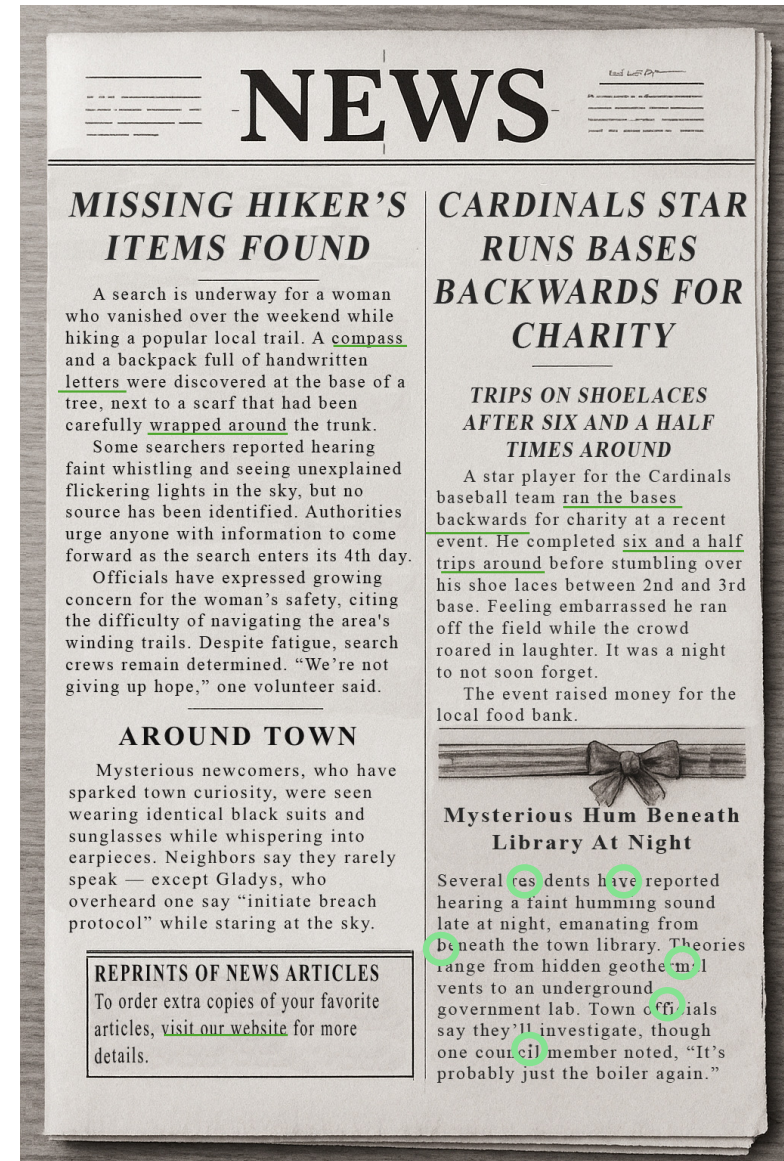 NEWS
MISSING HIKER’S
ITEMS FOUND
A search is underway for a woman
who vanished over the weekend while
hiking a popular local trail. A compass
and a backpack full of handwritten
letters were discovered at the base of a
tree, next to a scarf that had been
carefully wrapped around the trunk.
Some searchers reported hearing
faint whistling and seeing unexplained
flickering lights in the sky, but no
source has been identified. Authorities
urge anyone with information to come
forward as the search enters its 4th day.
Officials have expressed growing
concern for the woman’s safety, citing
the difficulty of navigating the area's
winding trails. Despite fatigue, search
crews remain determined. “We’re not
giving up hope,” one volunteer said.
AROUND TOWN
Mysterious newcomers, who have
sparked town curiosity, were seen
wearing identical black suits and
sunglasses while whispering into
earpieces. Neighbors say they rarely
speak — except Gladys, who
overheard one say “initiate breach
protocol” while staring at the sky.
REPRINTS OF NEWS ARTICLES
To order extra copies of your favorite
articles, visit our website for more
details.
CARDINALS STAR
RUNS BASES
BACKWARDS FOR
CHARITY
TRIPS ON SHOELACES
AFTER SIX AND A HALF
TIMES AROUND
A star player for the Cardinals
baseball team ran the bases
backwards for charity at a recent
event. He completed six and a half
trips around before stumbling over
his shoe laces between 2nd and 3rd
base. Feeling embarrassed he ran
off the field while the crowd
roared in laughter. It was a night
to not soon forget.
The event raised money for the
local food bank.
Mysterious Hum Beneath
Library At Night
Several residents have reported
hearing a faint humming sound
late at night, emanating from
beneath the town library. Theories
range from hidden geothermal
vents to an underground
government lab. Town officials
say they’ll investigate, though
one council member noted, “It’s
probably just the boiler again.”